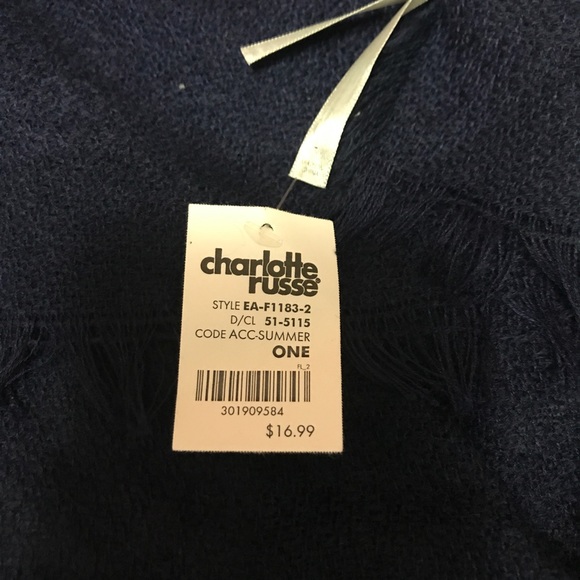 charlotte
russe
STYLE EA-F1183-2
D/CL 51-5115
CODE ACC-SUMMER
ONE
FL_2
301909584
$16.99